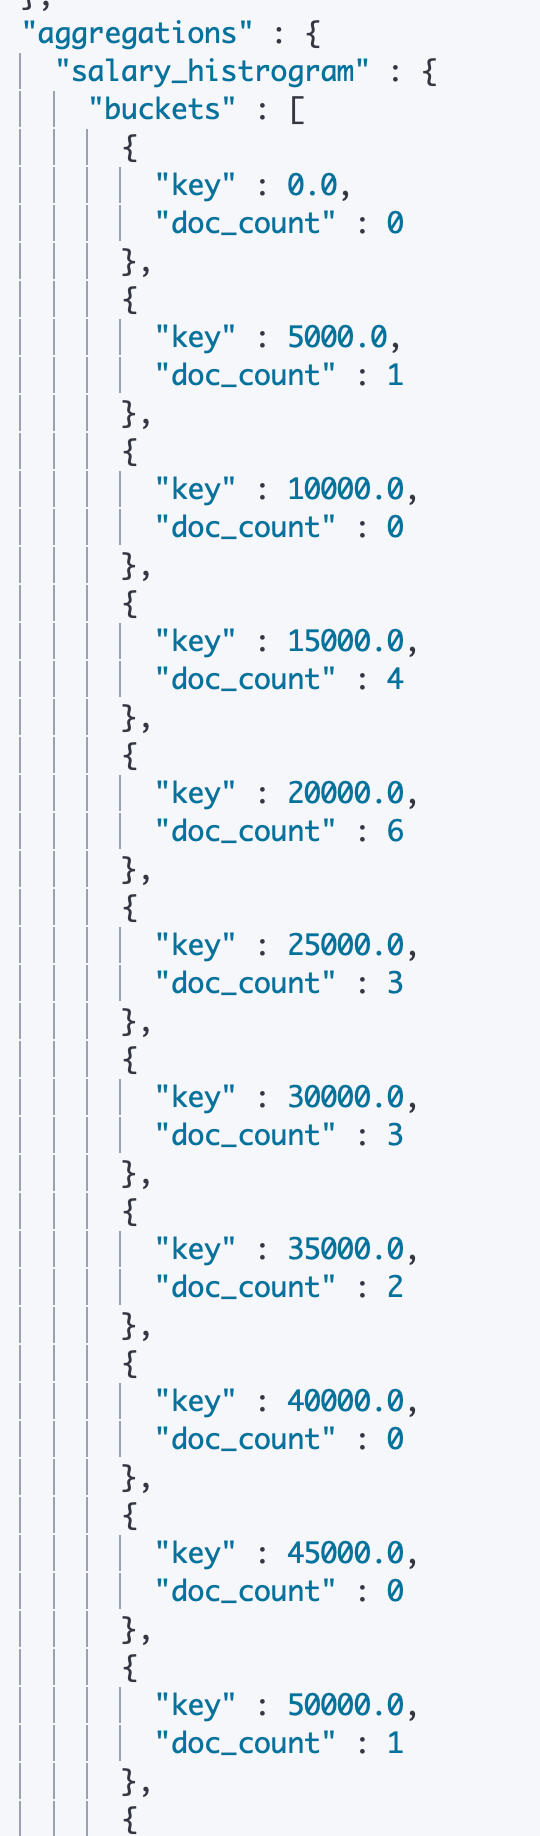 },
"aggregations" : {
"salary_histrogram" : {
"buckets" : [
{
"key" : 0.0,
"doc_count" : 0
},
{
"key" : 5000.0,
"doc_count" : 1
},
{
"key" : 10000.0,
"doc_count" : 0
},
{
"key" : 15000.0,
"doc_count" : 4
},
{
"key" : 20000.0,
"doc_count" : 6
},
{
"key" : 25000.0,
"doc_count" : 3
},
{
"key" : 30000.0,
"doc_count" : 3
},
{
"key" : 35000.0,
"doc_count" : 2
},
{
"key" : 40000.0,
"doc_count" : 0
},
{
"key" : 45000.0,
"doc_count" : 0
},
{
"key" : 50000.0,
"doc_count" : 1
},
{